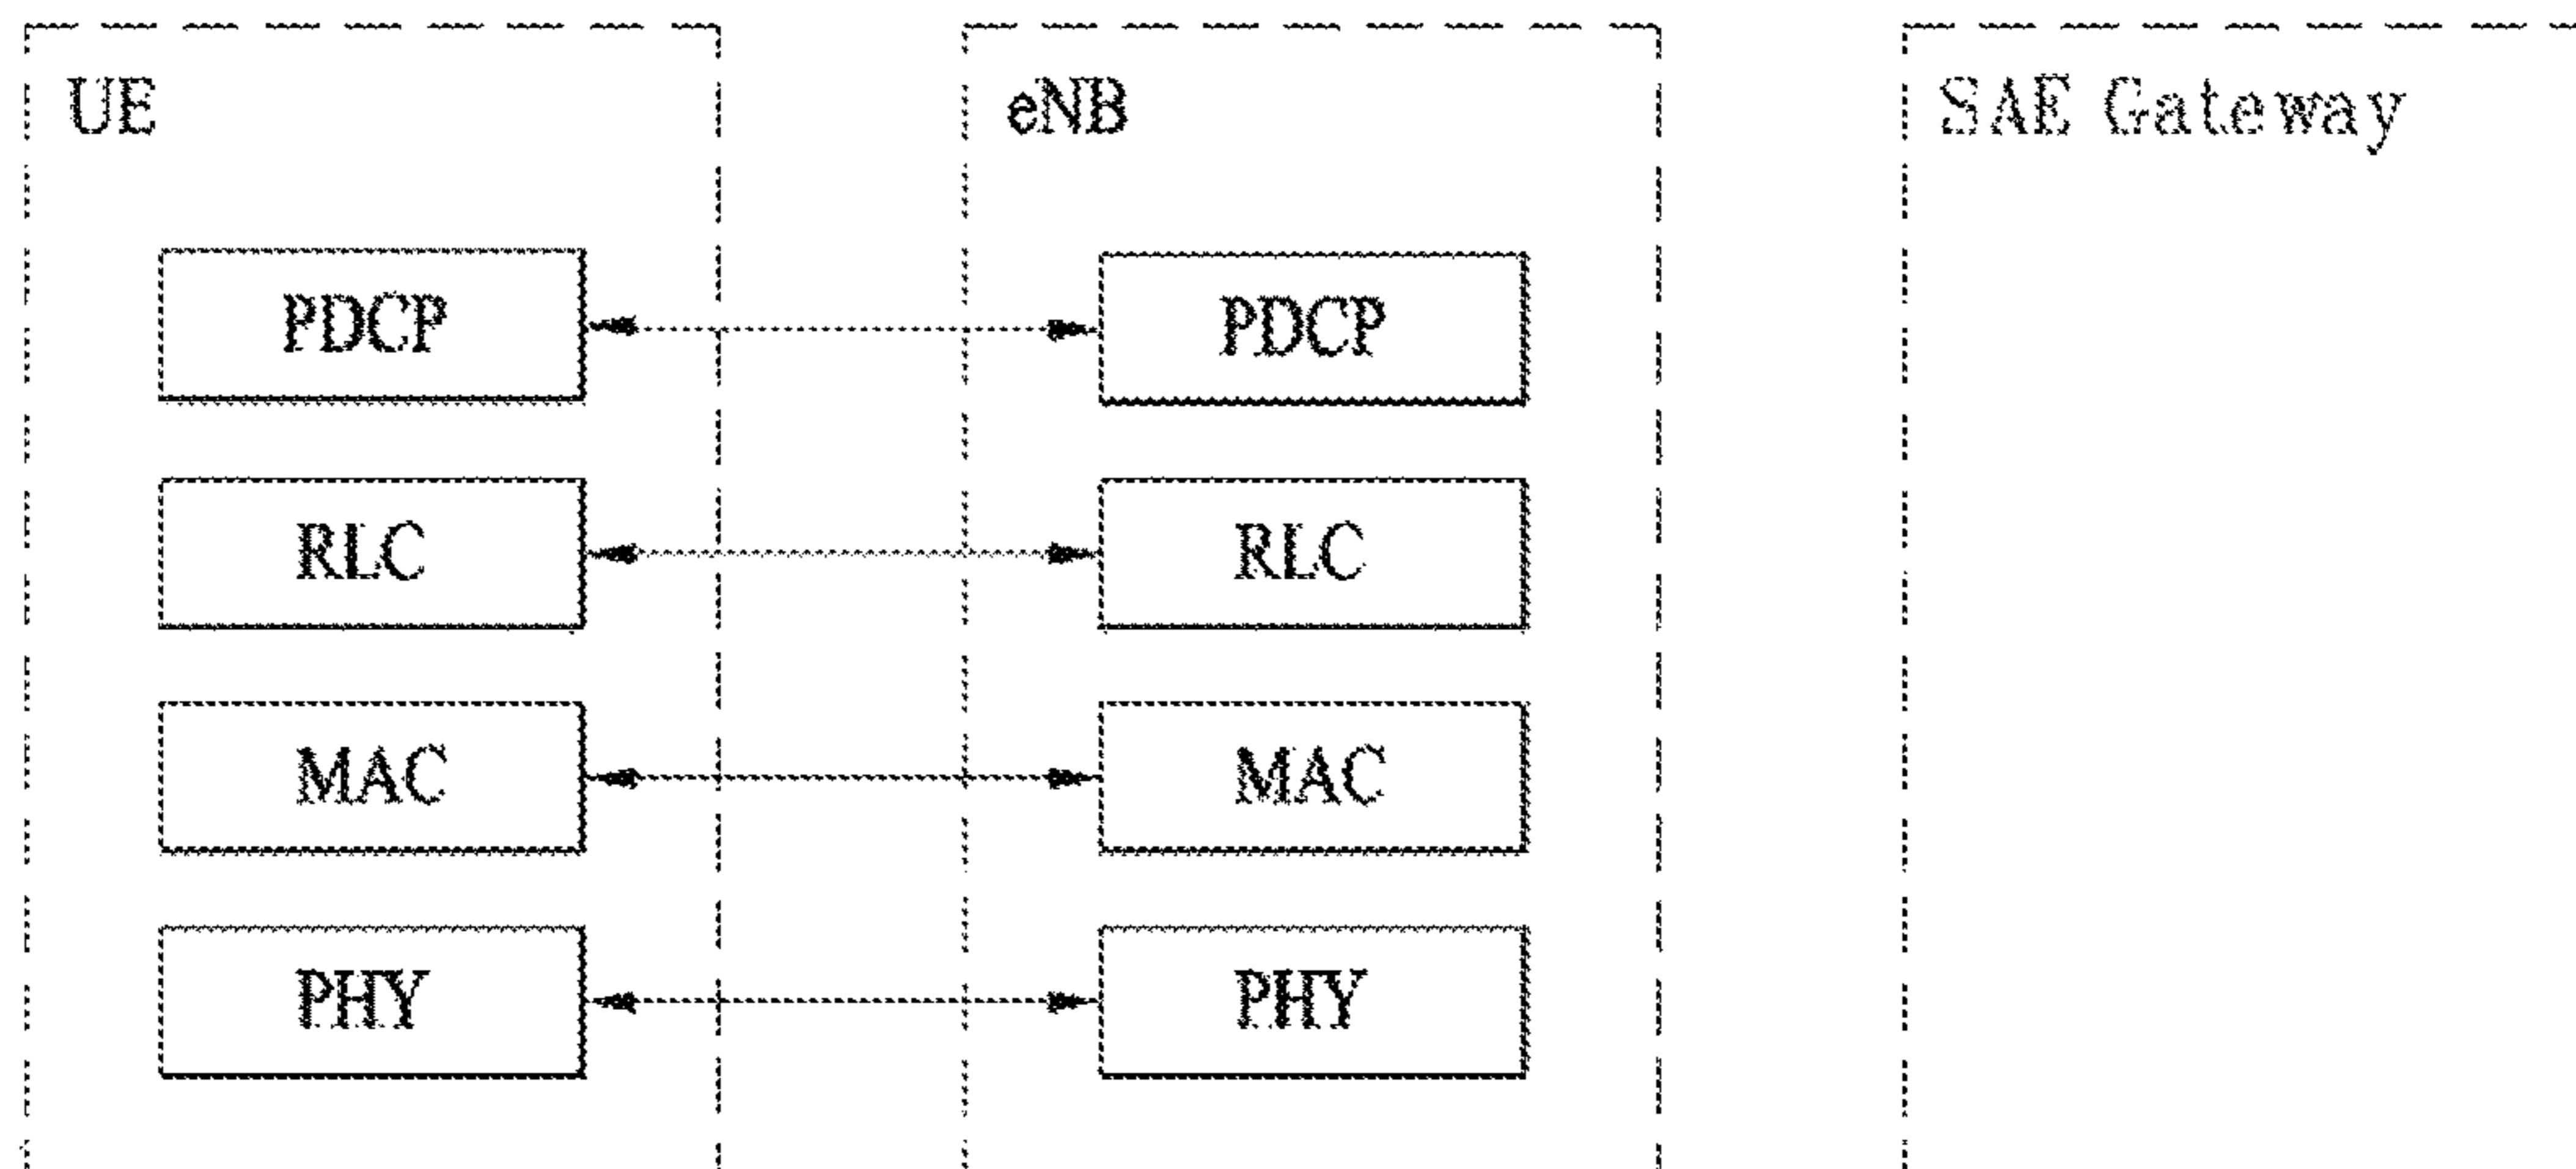 UE eNB SAE Gateway
PDCP PDCP
RLC RLC
MAC MAC
PHY PHY